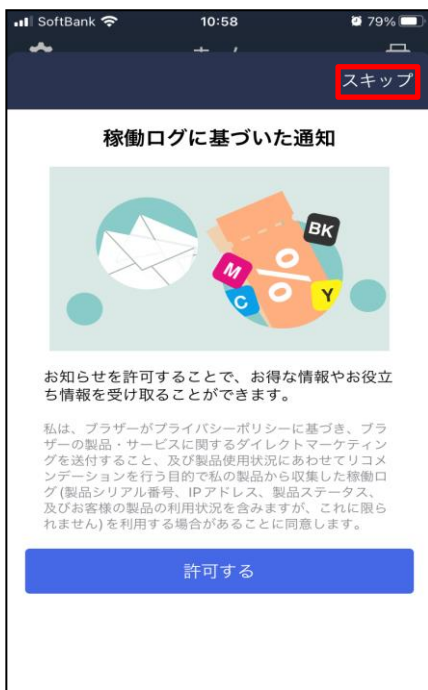 SoftBank 10:58 79%
スキップ
稼働ログに基づいた通知
BK
M
C
Y
%
お知らせを許可することで、お得な情報やお役立
ち情報を受け取ることができます。
私は、ブラザーがプライバシーポリシーに基づき、ブラ
ザーの製品・サービスに関するダイレクトマーケティン
グを送付すること、及び製品使用状況にあわせてリコメ
ンデーションを行う目的で私の製品から収集した稼働ロ
グ(製品シリアル番号、IPアドレス、製品ステータス、
及びお客様の製品の利用状況を含みますが、これに限ら
れません)を利用する場合があることに同意します。
許可する